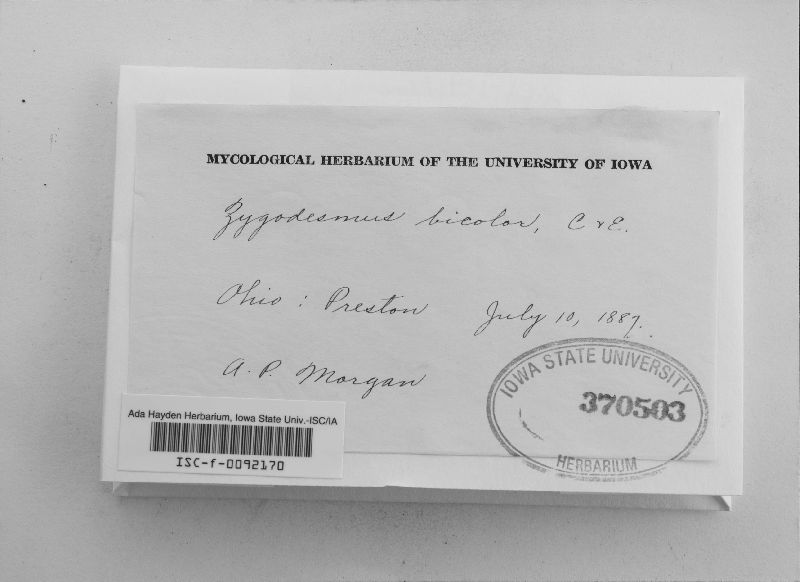 MYCOLOGICAL HERBARIUM OF THE UNIVERSITY OF IOWA
Zygodesmus bicolor, C & E.
Ohio : Preston July 10, 1887.
A. P. Morgan
IOWA STATE UNIVERSITY
370503
HERBARIUM
Ada Hayden Herbarium, Iowa State Univ.-ISC/IA
ISC-f-0092170